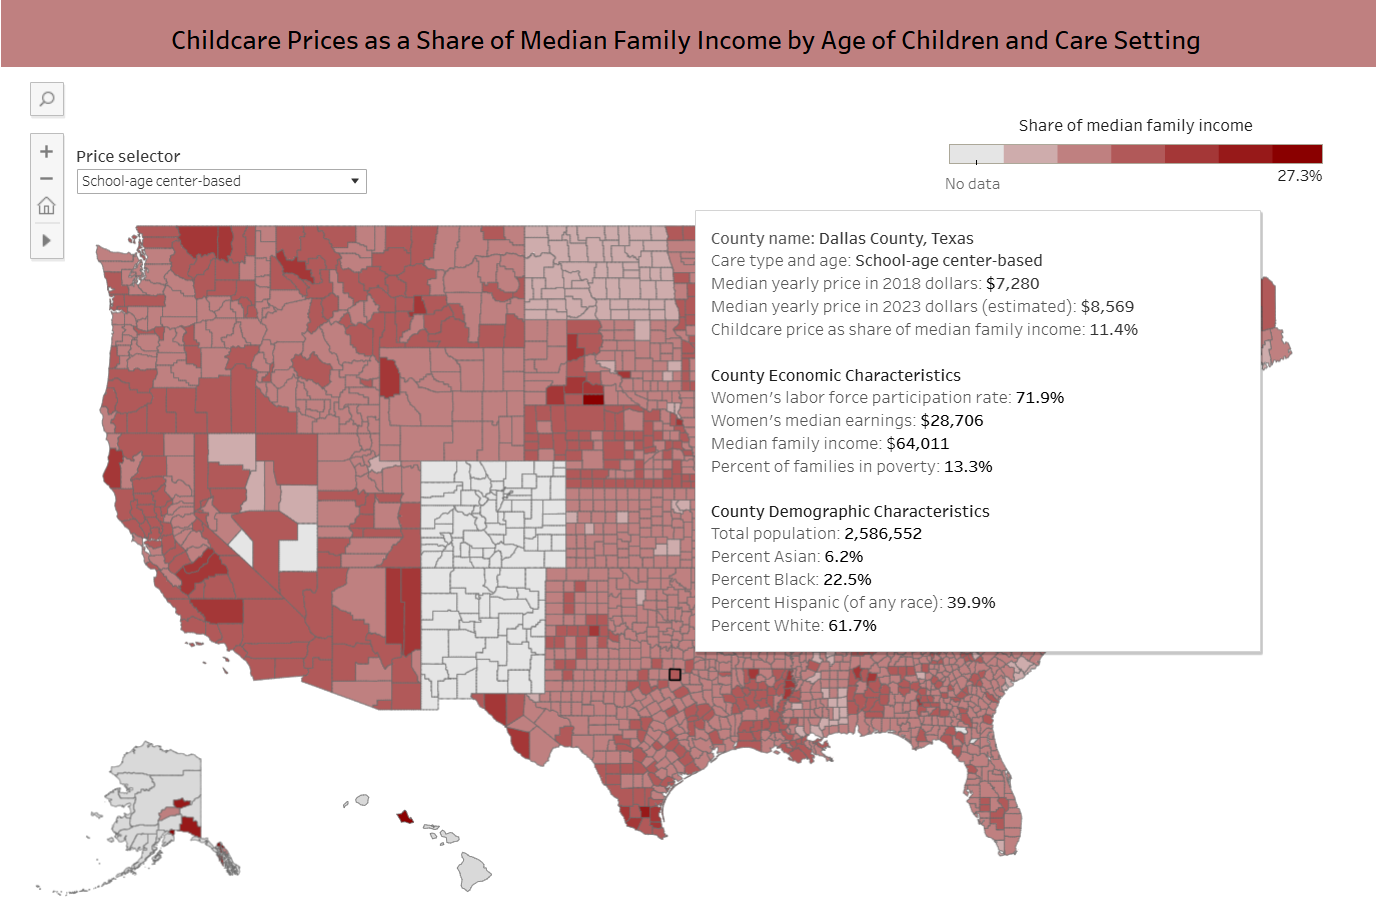 Childcare Prices as a Share of Median Family Income by Age of Children and Care Setting
Share of median family income
Price selector
School-age center-based
No data
27.3%
County name: Dallas County, Texas
Care type and age: School-age center-based
Median yearly price in 2018 dollars: $7,280
Median yearly price in 2023 dollars (estimated): $8,569
Childcare price as share of median family income: 11.4%
County Economic Characteristics
Women's labor force participation rate: 71.9%
Women's median earnings: $28,706
Median family income: $64,011
Percent of families in poverty: 13.3%
County Demographic Characteristics
Total population: 2,586,552
Percent Asian: 6.2%
Percent Black: 22.5%
Percent Hispanic (of any race): 39.9%
Percent White: 61.7%